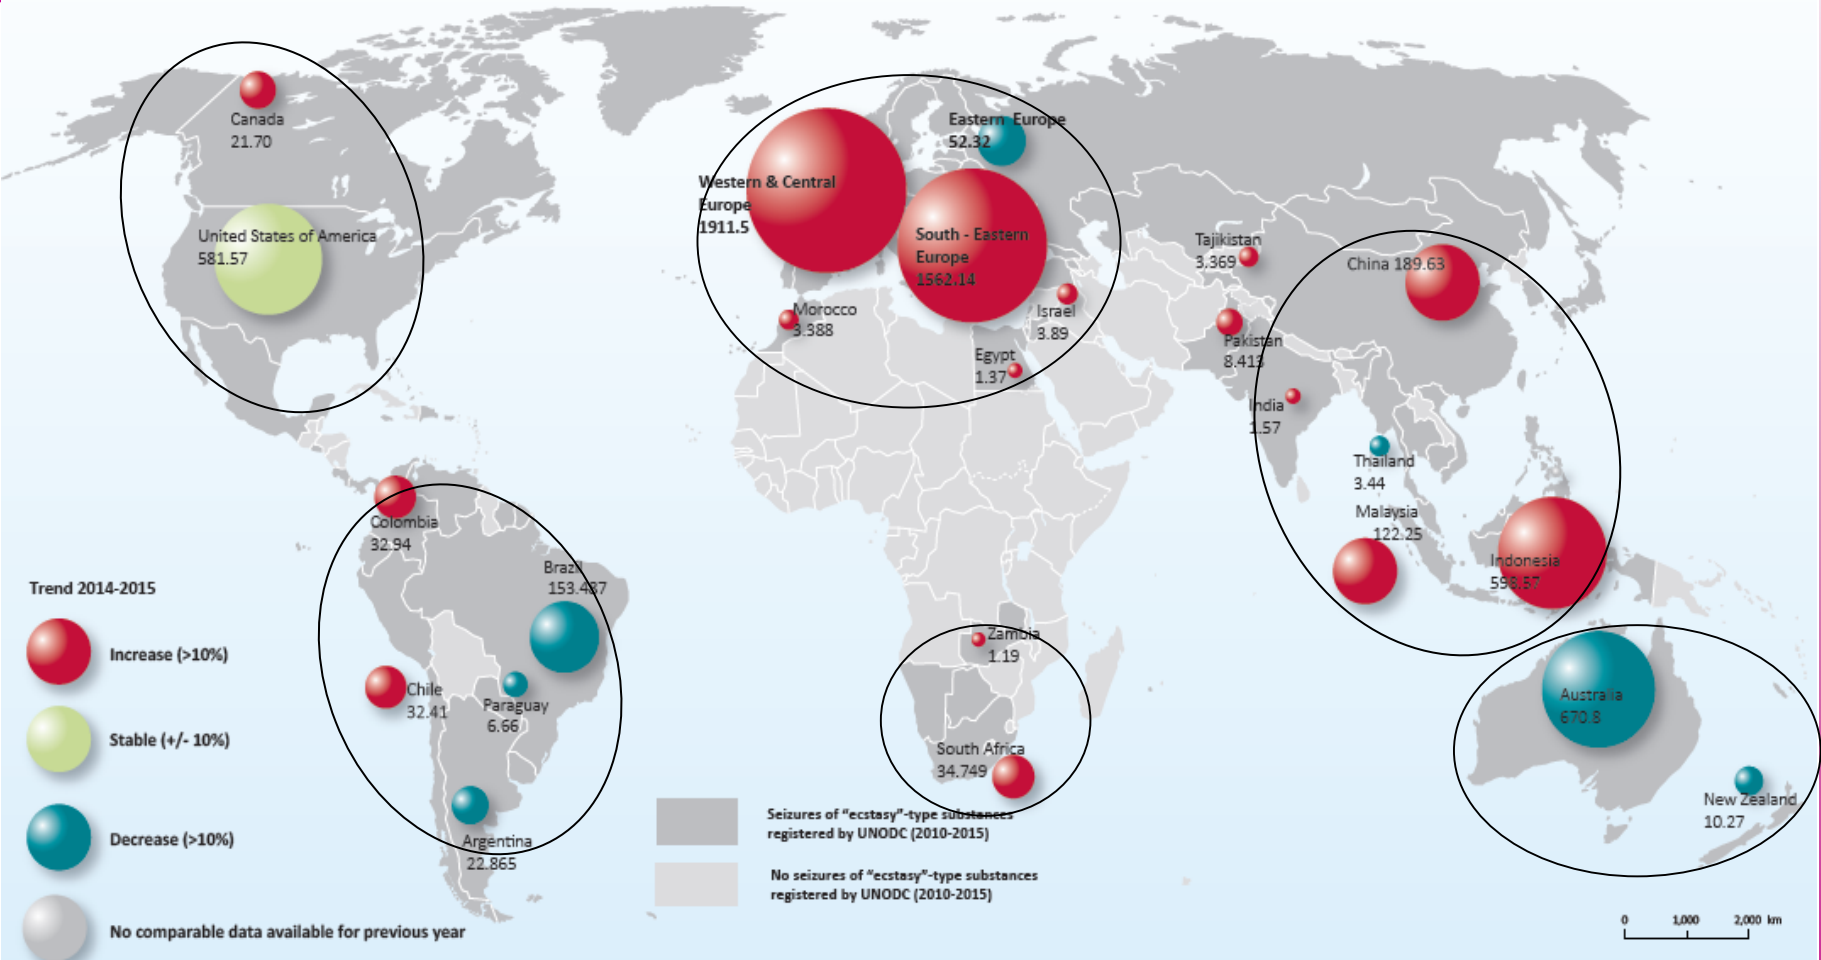 Canada
21.70
United States of America
581.57
Eastern Europe
52.32
Western & Central
Europe
1911.5
South - Eastern
Europe
1562.14
Morocco
3.388
Israel
3.89
Egypt
1.37
Tajikistan
3.369
China 189.63
Pakistan
8.413
India
1.57
Thailand
3.44
Malaysia
122.25
Indonesia
598.57
Colombia
32.94
Brazil
153.437
Chile
32.41
Paraguay
6.66
Argentina
22.865
Zambia
1.19
South Africa
34.749
Australia
670.8
New Zealand
10.27
Trend 2014-2015
Increase (>10%)
Stable (+/- 10%)
Decrease (>10%)
No comparable data available for previous year
Seizures of “ecstasy”-type substances
registered by UNODC (2010-2015)
No seizures of “ecstasy”-type substances
registered by UNODC (2010-2015)
0 1,000 2,000 km